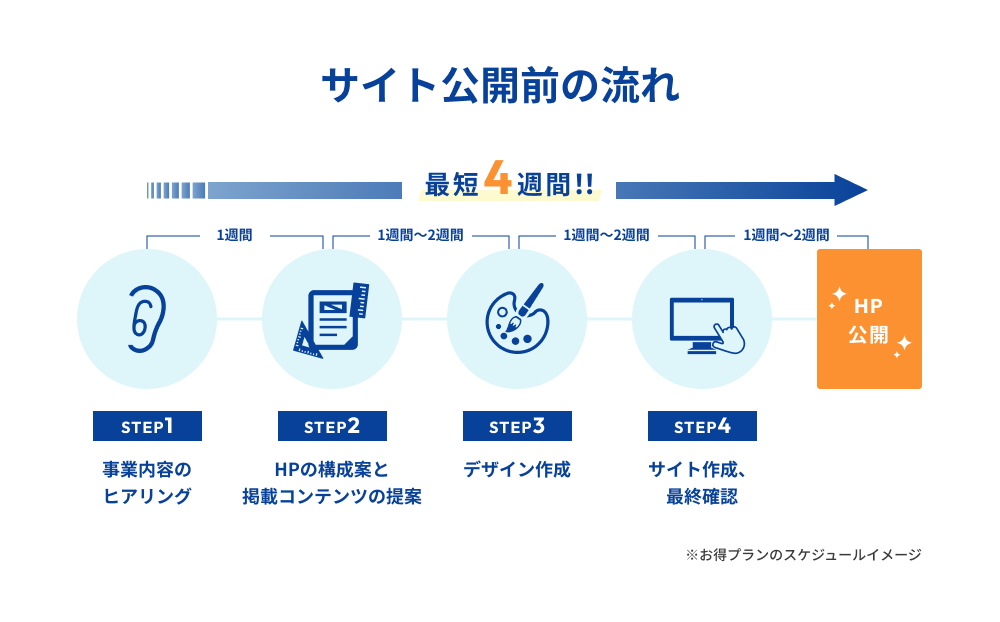 サイト公開前の流れ
最短4週間!!
1週間
1週間〜2週間
1週間〜2週間
1週間〜2週間
HP
公開
STEP1
STEP2
STEP3
STEP4
事業内容の
ヒアリング
HPの構成案と
掲載コンテンツの提案
デザイン作成
サイト作成、
最終確認
※お得プランのスケジュールイメージ